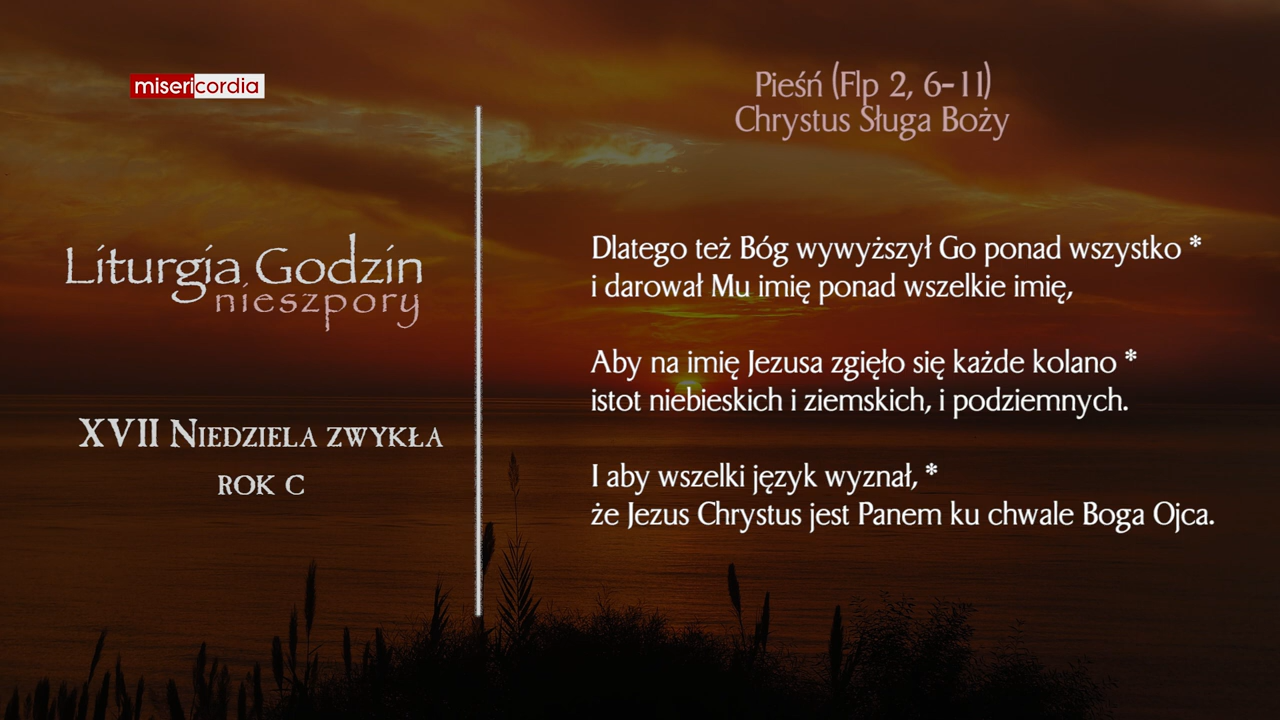 misericordia
Liturgia Godzin
nieszpory
XVII Niedziela zwykła
rok C
Pieśń (Flp 2, 6-11)
Chrystus Sługa Boży
Dlatego też Bóg wywyższył Go ponad wszystko *
i darował Mu imię ponad wszelkie imię,
Aby na imię Jezusa zgięło się każde kolano *
istot niebieskich i ziemskich, i podziemnych.
I aby wszelki język wyznał, *
że Jezus Chrystus jest Panem ku chwale Boga Ojca.